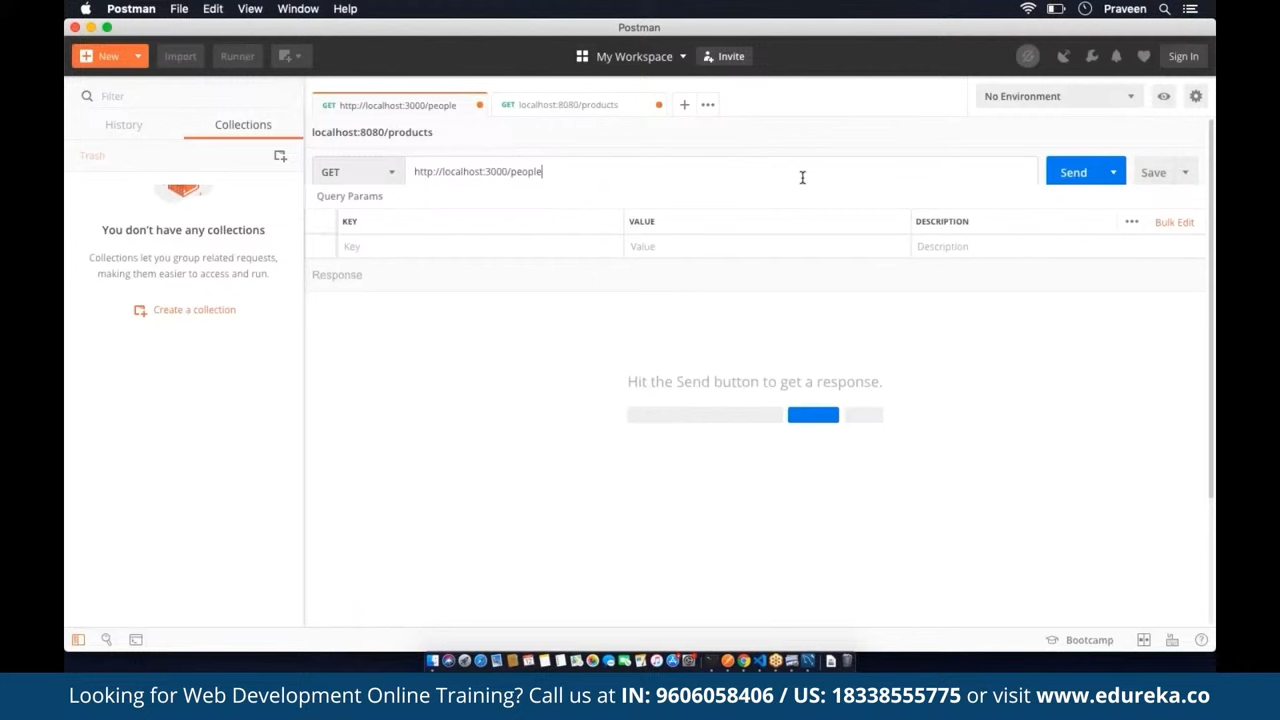 Postman File Edit View Window Help Praveen
Postman
New Import Runner My Workspace Invite Sign In
Filter
History Collections
Trash
You don't have any collections
Collections let you group related requests,
making them easier to access and run.
Create a collection
GET http://localhost:3000/people GET localhost:8080/products No Environment
localhost:8080/products
GET http://localhost:3000/people Send Save
Query Params
KEY VALUE DESCRIPTION Bulk Edit
Key Value Description
Response
Hit the Send button to get a response.
Bootcamp
Looking for Web Development Online Training? Call us at IN: 9606058406 / US: 18338555775 or visit www.edureka.co